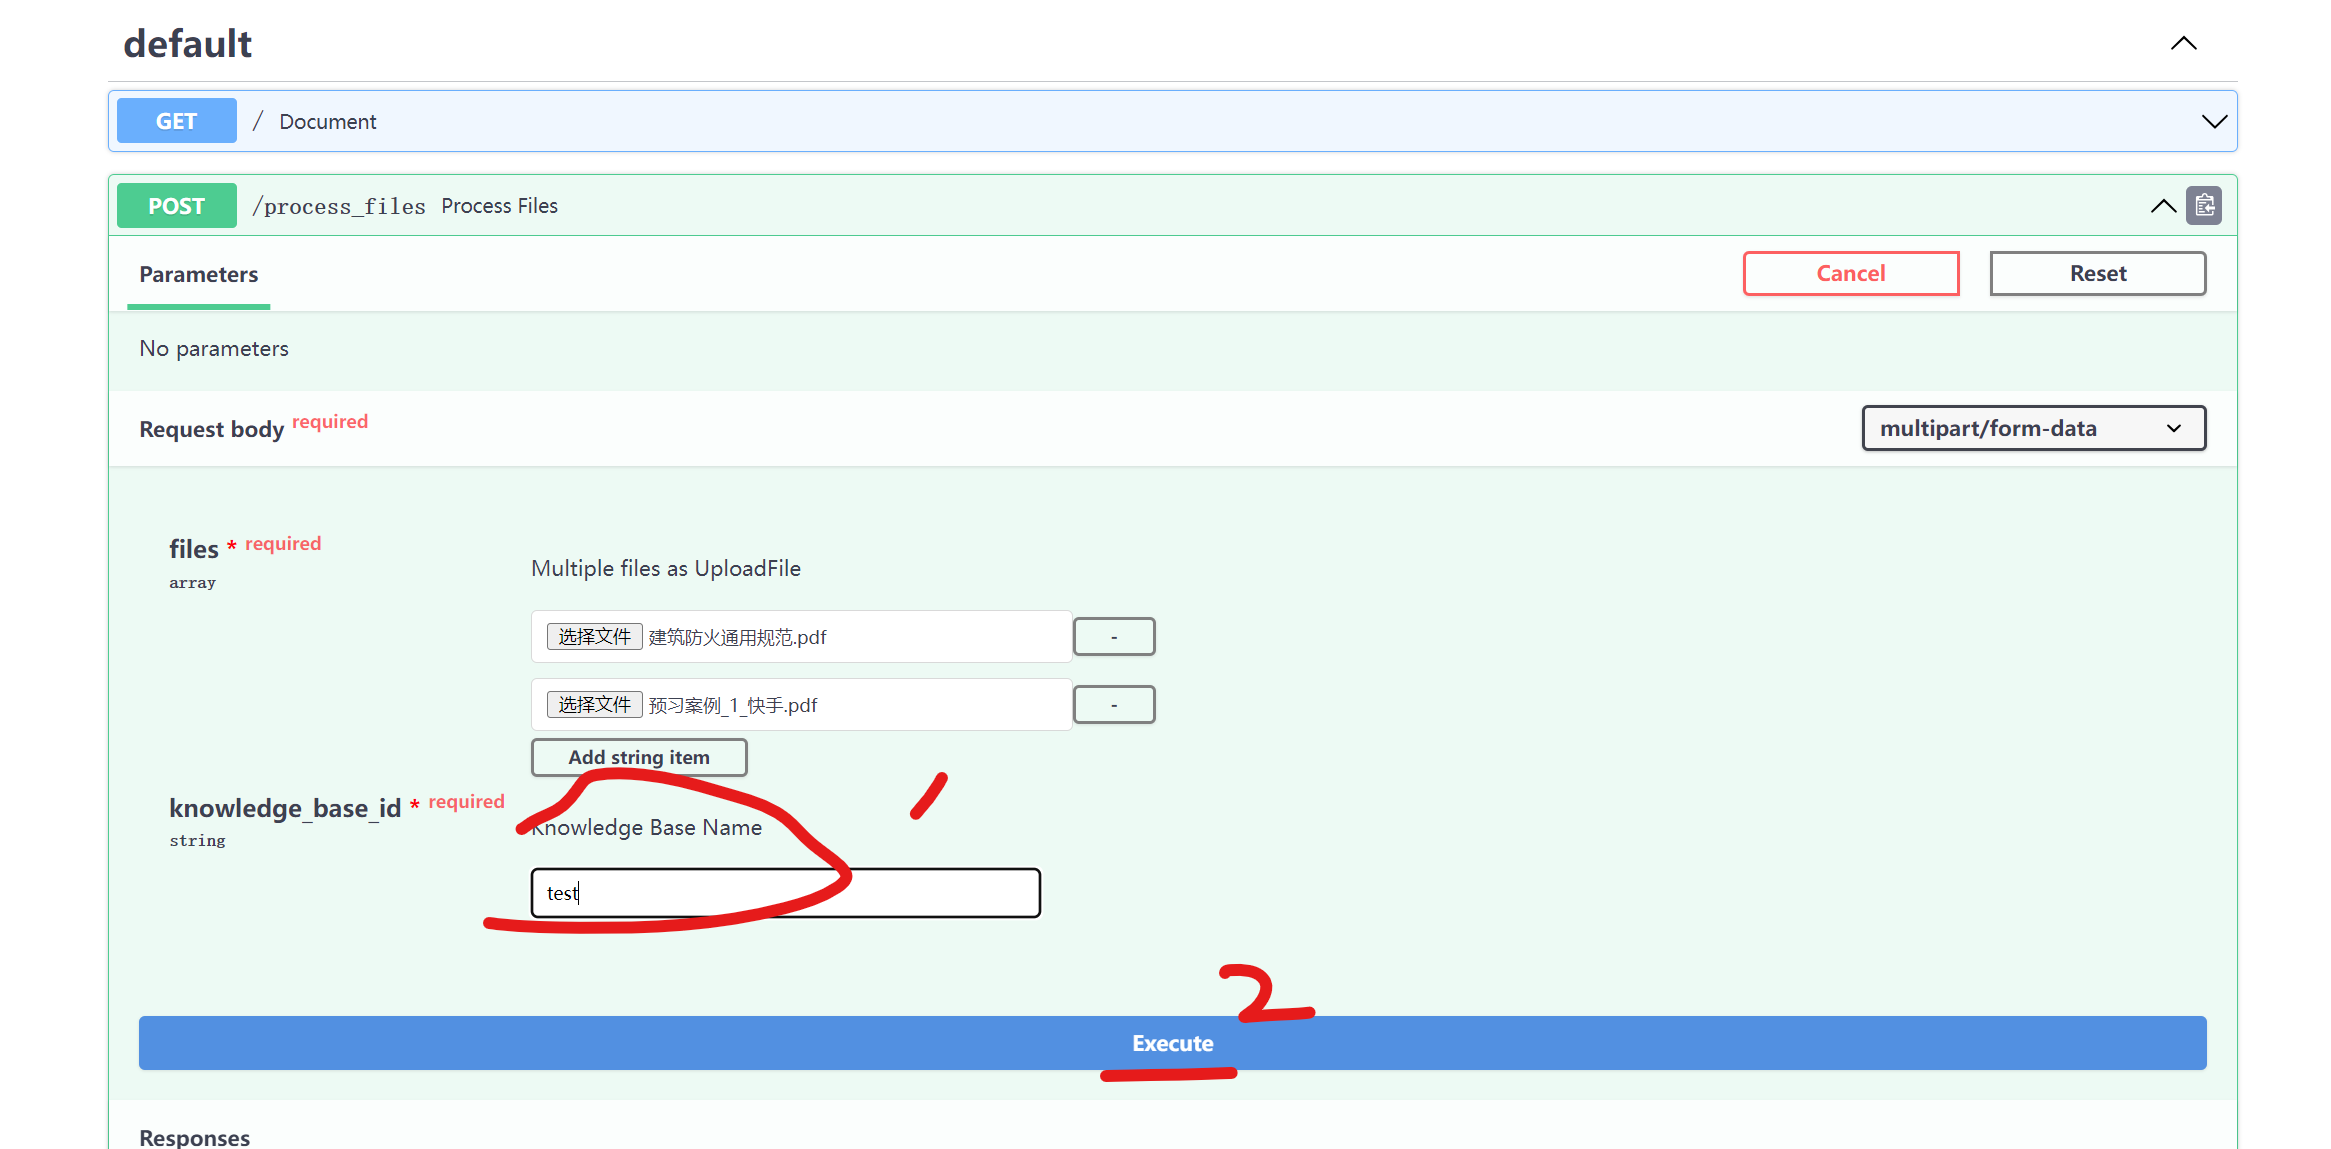 default
GET / Document
POST /process_files Process Files
Parameters Cancel Reset
No parameters
Request body required multipart/form-data
files * required
array
Multiple files as UploadFile
选择文件 建筑防火通用规范.pdf -
选择文件 预习案例_1_快手.pdf -
Add string item
knowledge_base_id * required
string
Knowledge Base Name
test
2
Execute
Responses